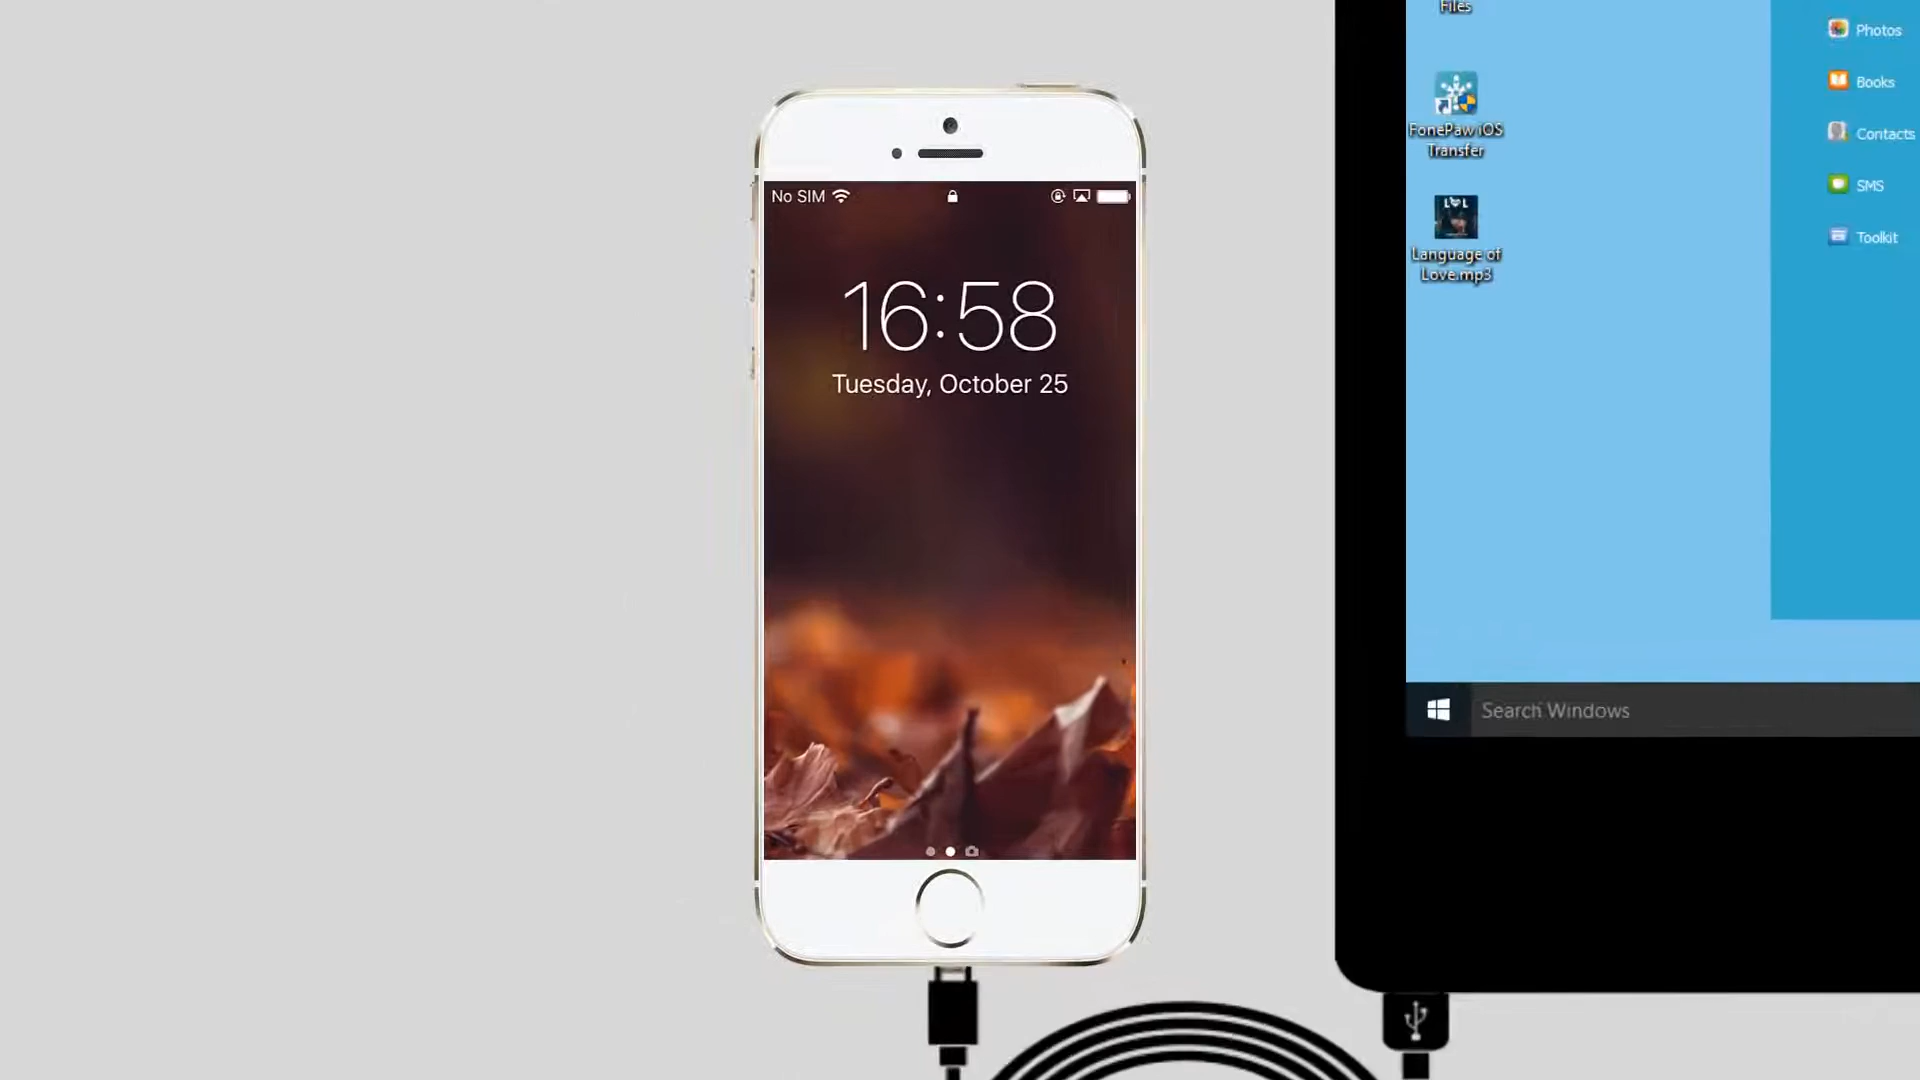 No SIM
16:58
Tuesday, October 25
Files
FonePaw iOS
Transfer
LOL
Language of
Love.mp3
Photos
Books
Contacts
SMS
Toolkit
Search Windows